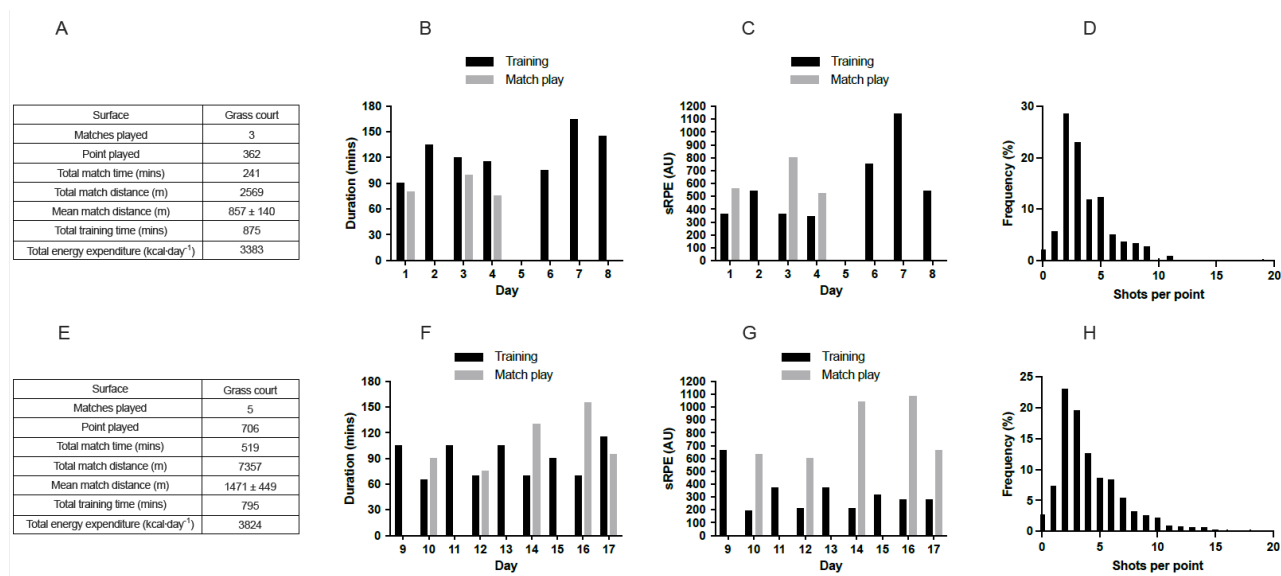 A
B
C
D
Training
Match play
Training
Match play
Surface Grass court
Matches played 3
Point played 362
Total match time (mins) 241
Total match distance (m) 2569
Mean match distance (m) 857 ± 140
Total training time (mins) 875
Total energy expenditure (kcal·day⁻¹) 3383
Duration (mins)
180
150
120
90
60
30
0
1 2 3 4 5 6 7 8
Day
sRPE (AU)
1200
1100
1000
900
800
700
600
500
400
300
200
100
0
1 2 3 4 5 6 7 8
Day
Frequency (%)
30
20
10
0
0 5 10 15 20
Shots per point
E
F
G
H
Training
Match play
Training
Match play
Surface Grass court
Matches played 5
Point played 706
Total match time (mins) 519
Total match distance (m) 7357
Mean match distance (m) 1471 ± 449
Total training time (mins) 795
Total energy expenditure (kcal·day⁻¹) 3824
Duration (mins)
180
150
120
90
60
30
0
9 10 11 12 13 14 15 16 17
Day
sRPE (AU)
1200
1100
1000
900
800
700
600
500
400
300
200
100
0
9 10 11 12 13 14 15 16 17
Day
Frequency (%)
25
20
15
10
5
0
0 5 10 15 20
Shots per point